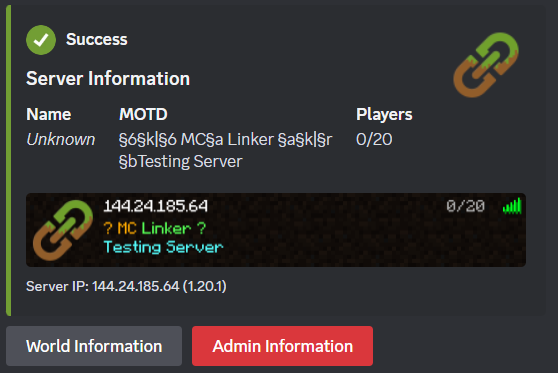 Success
Server Information
Name MOTD Players
Unknown §6§k|§6 MC§a Linker §a§k|§r 0/20
§bTesting Server
144.24.185.64 0/20
? MC Linker ?
Testing Server
Server IP: 144.24.185.64 (1.20.1)
World Information Admin Information